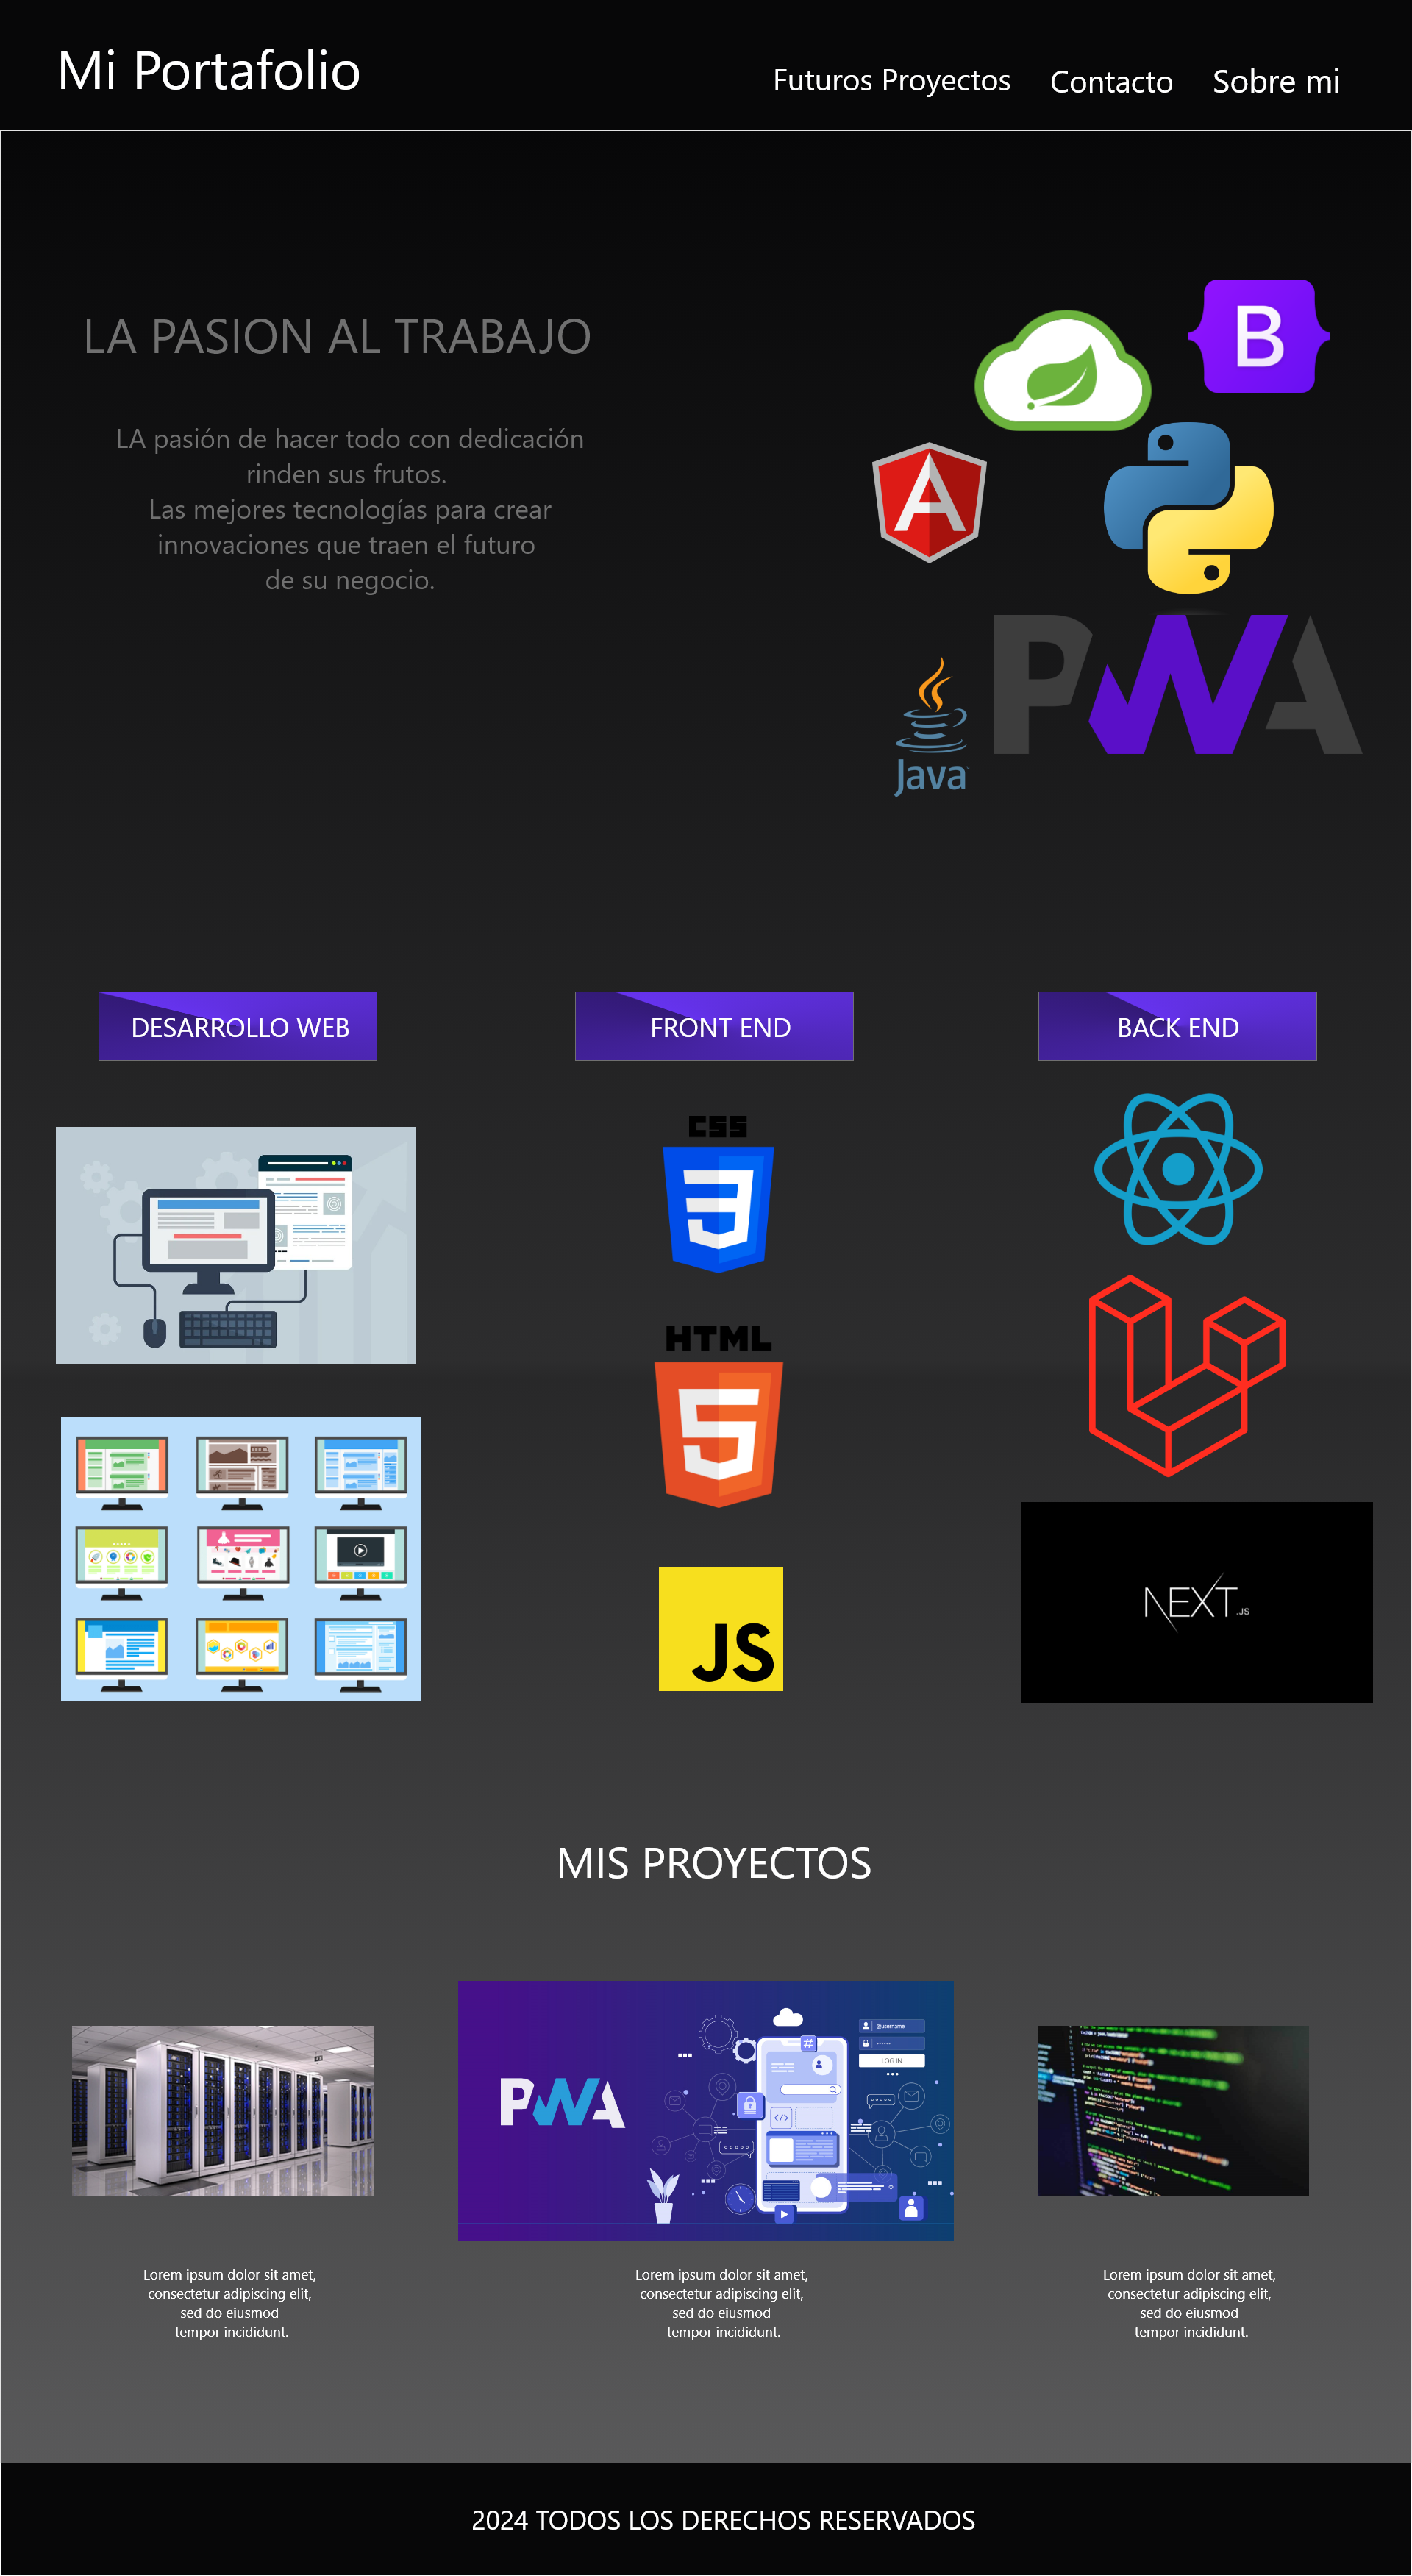 Mi Portafolio
Futuros Proyectos
Contacto
Sobre mi
LA PASION AL TRABAJO
LA pasión de hacer todo con dedicación
rinden sus frutos.
Las mejores tecnologías para crear
innovaciones que traen el futuro
de su negocio.
B
A
PWA
Java
DESARROLLO WEB
FRONT END
BACK END
CSS
3
HTML
5
JS
NEXT.JS
MIS PROYECTOS
PWA
@username
LOG IN
#
</>
Lorem ipsum dolor sit amet,
consectetur adipiscing elit,
sed do eiusmod
tempor incididunt.
Lorem ipsum dolor sit amet,
consectetur adipiscing elit,
sed do eiusmod
tempor incididunt.
Lorem ipsum dolor sit amet,
consectetur adipiscing elit,
sed do eiusmod
tempor incididunt.
2024 TODOS LOS DERECHOS RESERVADOS